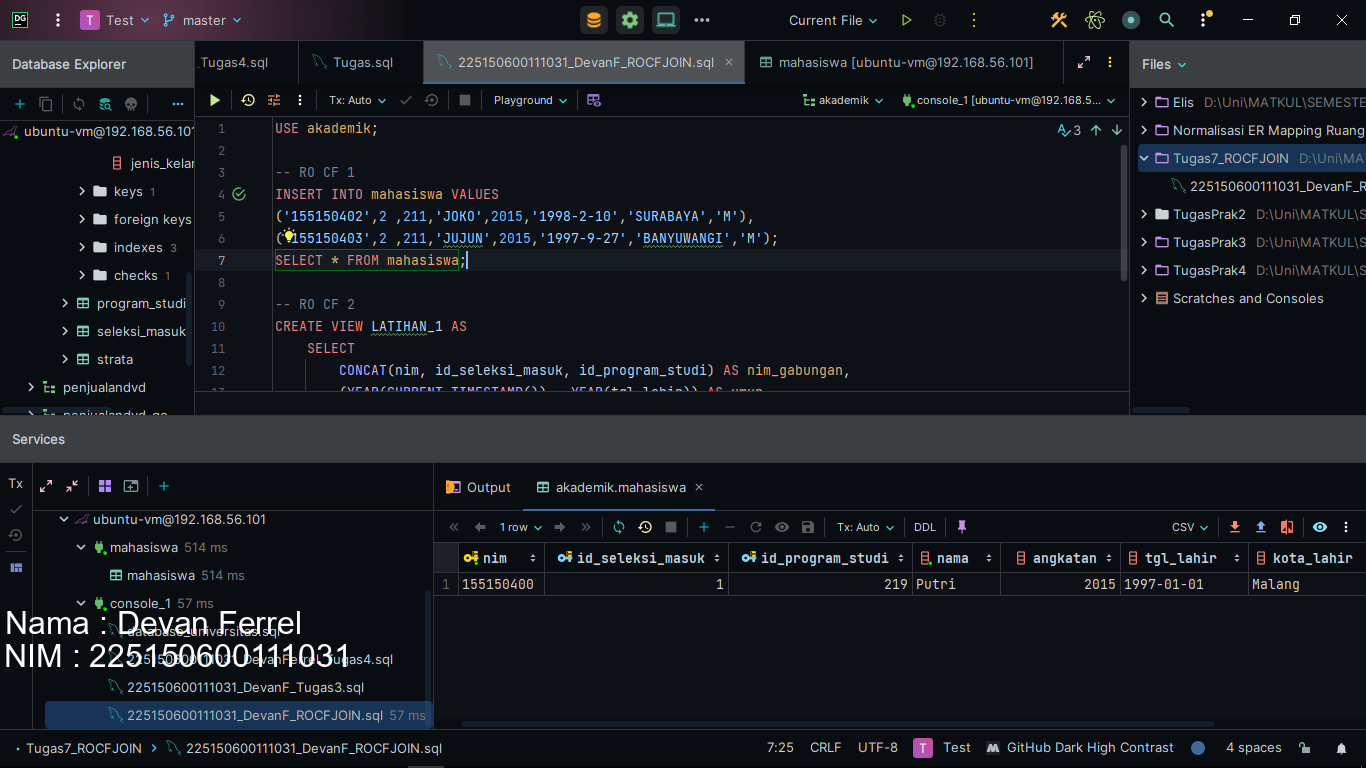 DG
T Test
master
Current File
Database Explorer
_Tugas4.sql
Tugas.sql
225150600111031_DevanF_ROCFJOIN.sql
mahasiswa [ubuntu-vm@192.168.56.101]
Files
Tx: Auto
Playground
akademik
console_1 [ubuntu-vm@192.168.5...
ubuntu-vm@192.168.56.101
jenis_kelar
keys 1
foreign keys
indexes 3
checks 1
program_studi
seleksi_masuk
strata
penjualandvd
1 USE akademik;
3
2
3 -- RO CF 1
4 INSERT INTO mahasiswa VALUES
5 ('155150402',2 ,211,'JOKO',2015,'1998-2-10','SURABAYA','M'),
6 ('155150403',2 ,211,'JUJUN',2015,'1997-9-27','BANYUWANGI','M');
7 SELECT * FROM mahasiswa;
8
9 -- RO CF 2
10 CREATE VIEW LATIHAN_1 AS
11 SELECT
12 CONCAT(nim, id_seleksi_masuk, id_program_studi) AS nim_gabungan,
Elis D:\Uni\MATKUL\SEMESTE
Normalisasi ER Mapping Ruang
Tugas7_ROCFJOIN D:\Uni\MAT
225150600111031_DevanF_R
TugasPrak2 D:\Uni\MATKUL\S
TugasPrak3 D:\Uni\MATKUL\S
TugasPrak4 D:\Uni\MATKUL\S
Scratches and Consoles
Services
Tx
ubuntu-vm@192.168.56.101
mahasiswa 514 ms
mahasiswa 514 ms
console_1 57 ms
database_universitas.sql
225150600111031_DevanFerrel_Tugas4.sql
225150600111031_DevanF_Tugas3.sql
225150600111031_DevanF_ROCFJOIN.sql 57 ms
Nama : Devan Ferrel
NIM : 225150600111031
Output
akademik.mahasiswa
1 row
Tx: Auto
DDL
CSV
nim id_seleksi_masuk id_program_studi nama angkatan tgl_lahir kota_lahir
1 155150400 1 219 Putri 2015 1997-01-01 Malang
Tugas7_ROCFJOIN
225150600111031_DevanF_ROCFJOIN.sql
7:25 CRLF UTF-8 T Test GitHub Dark High Contrast 4 spaces